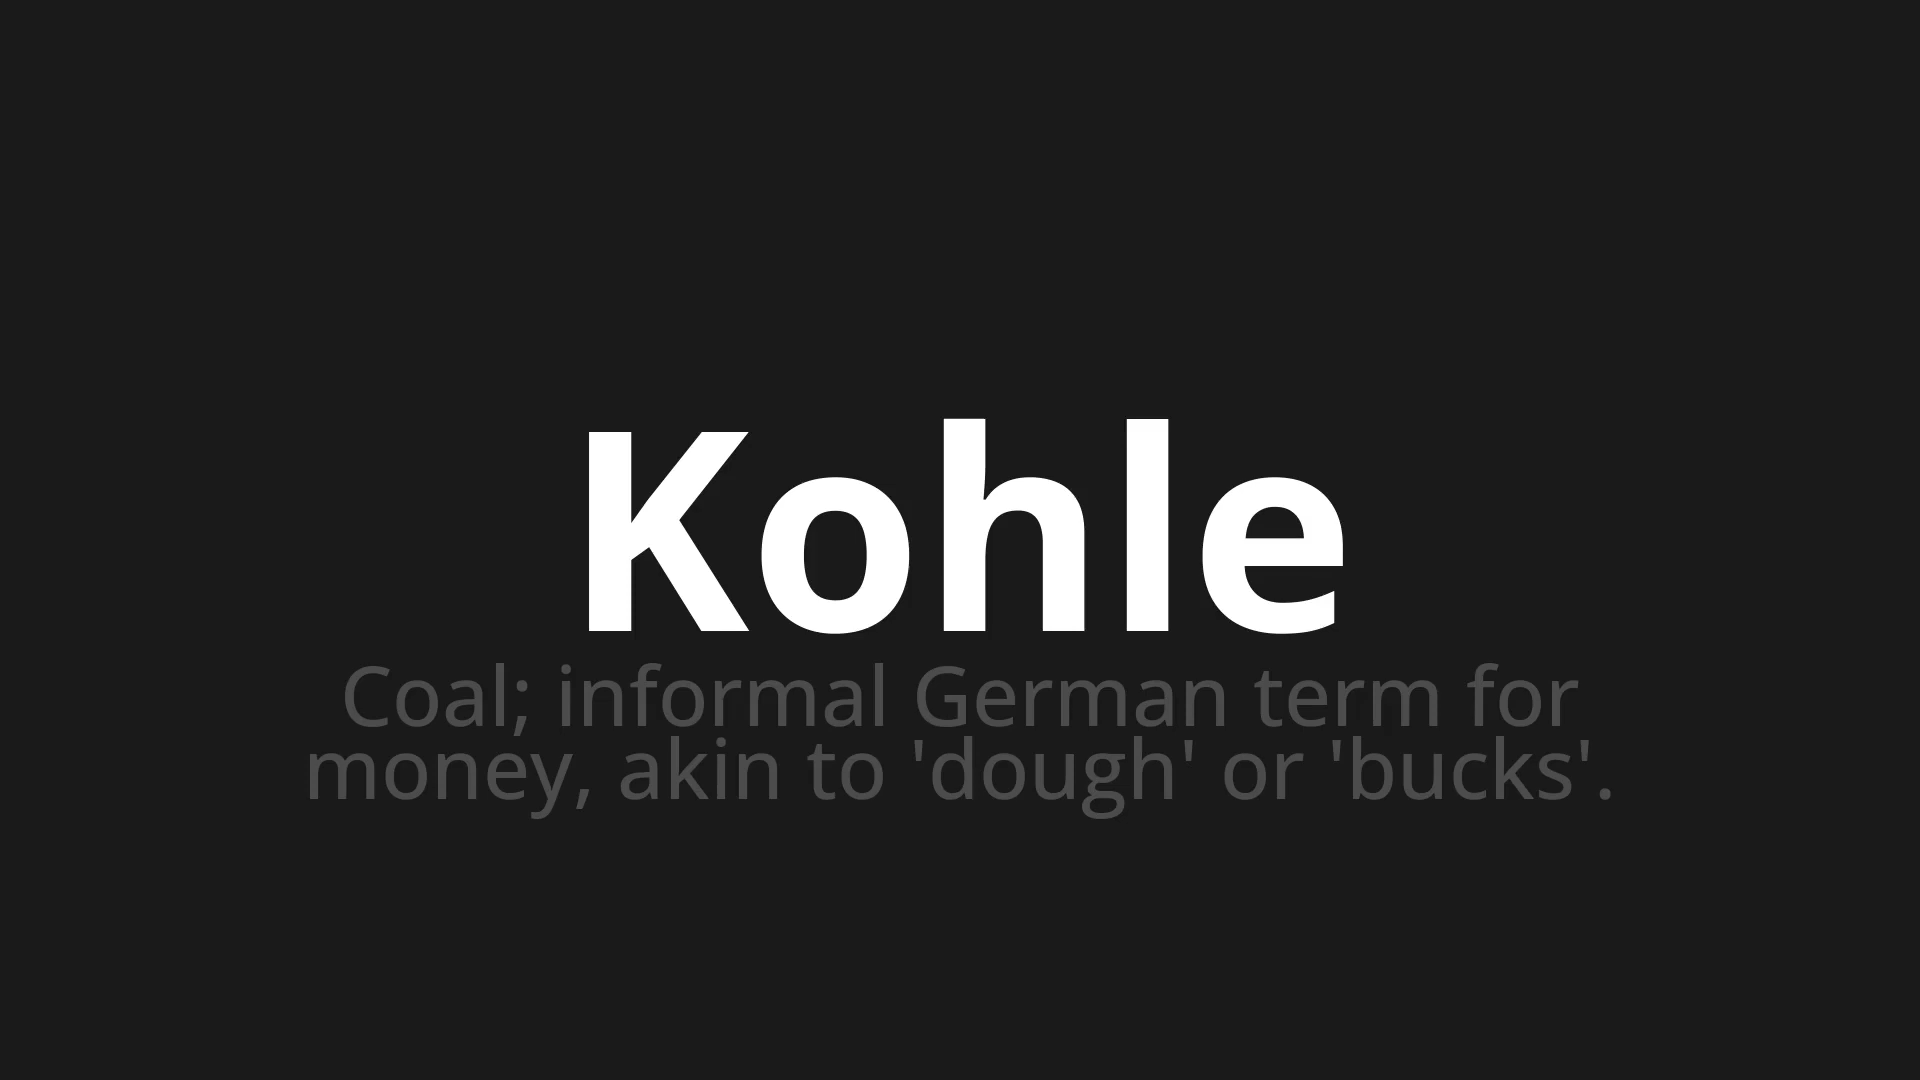 Kohle
Coal; informal German term for
money, akin to 'dough' or 'bucks'.